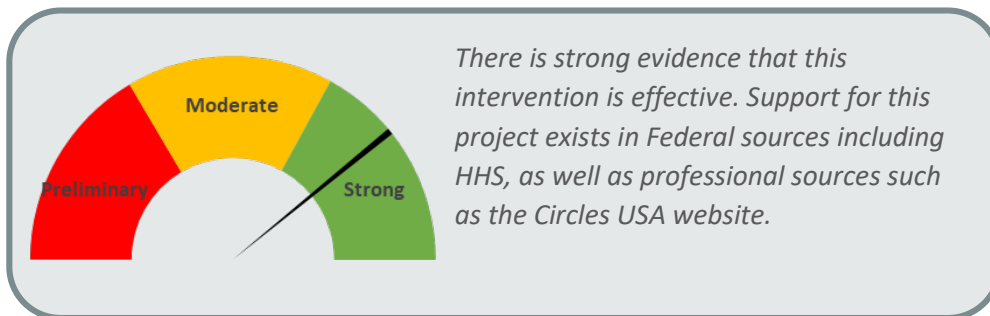 Moderate
Preliminary
Strong
There is strong evidence that this
intervention is effective. Support for this
project exists in Federal sources including
HHS, as well as professional sources such
as the Circles USA website.